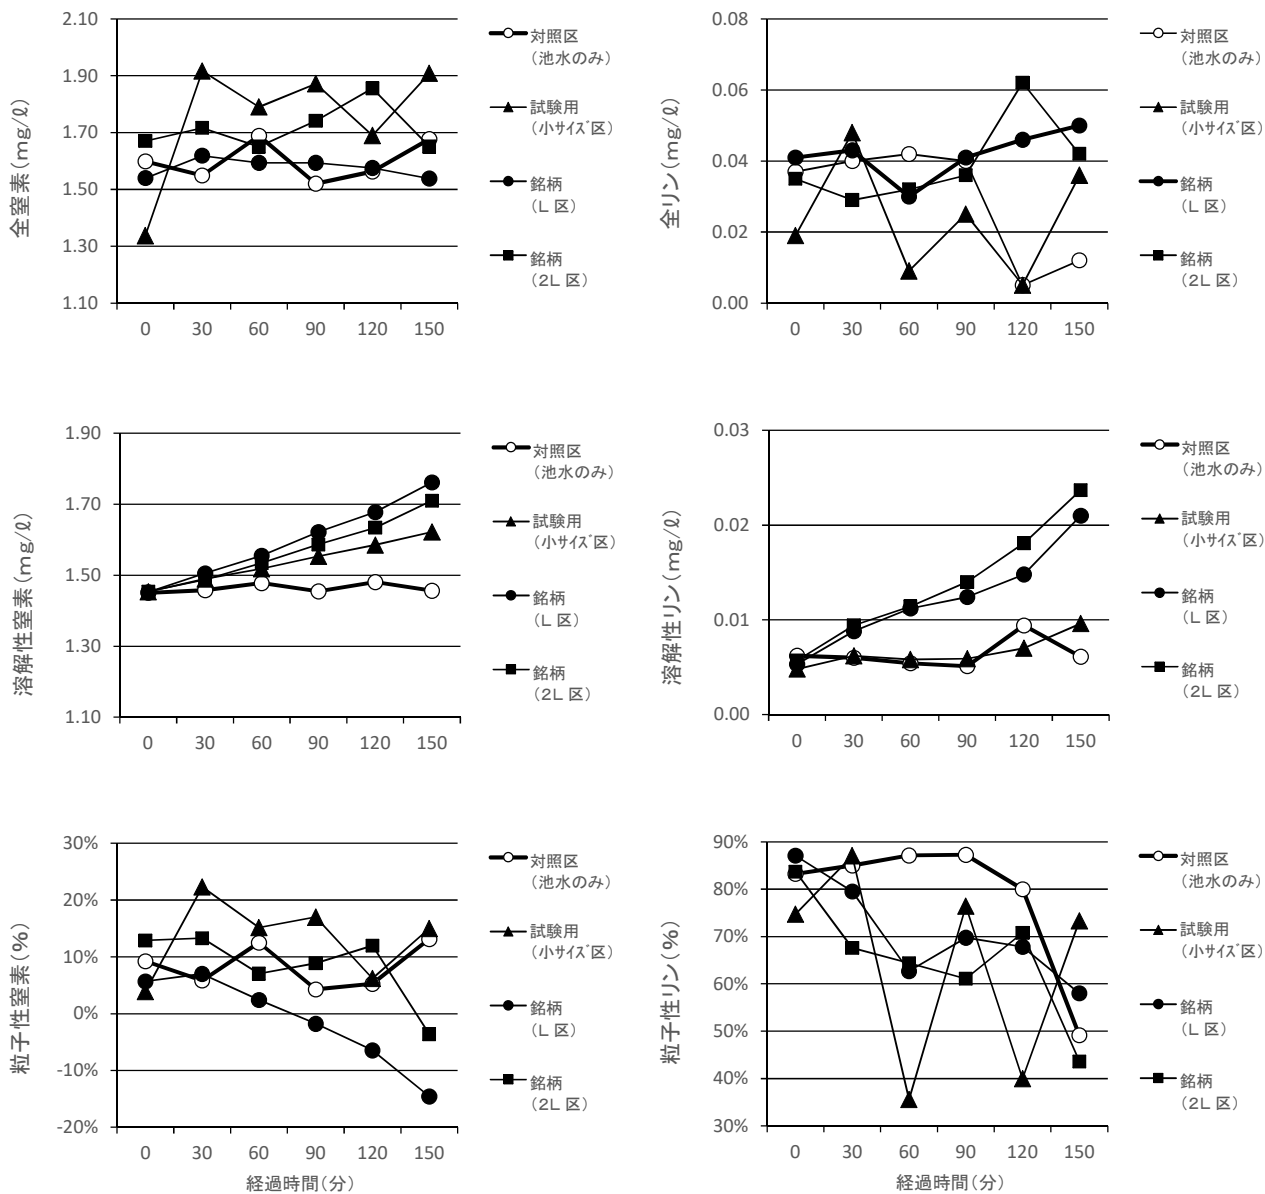 全窒素(mg/ℓ)
2.10
1.90
1.70
1.50
1.30
1.10
0 30 60 90 120 150
対照区
(池水のみ)
試験用
(小サイズ区)
銘柄
(L 区)
銘柄
(2L 区)
全リン(mg/ℓ)
0.08
0.06
0.04
0.02
0.00
0 30 60 90 120 150
対照区
(池水のみ)
試験用
(小サイズ区)
銘柄
(L 区)
銘柄
(2L 区)
溶解性窒素(mg/ℓ)
1.90
1.70
1.50
1.30
1.10
0 30 60 90 120 150
対照区
(池水のみ)
試験用
(小サイズ区)
銘柄
(L 区)
銘柄
(2L 区)
溶解性リン(mg/ℓ)
0.03
0.02
0.01
0.00
0 30 60 90 120 150
対照区
(池水のみ)
試験用
(小サイズ区)
銘柄
(L 区)
銘柄
(2L 区)
粒子性窒素(%)
30%
20%
10%
0%
-10%
-20%
0 30 60 90 120 150
経過時間(分)
対照区
(池水のみ)
試験用
(小サイズ区)
銘柄
(L 区)
銘柄
(2L 区)
粒子性リン(%)
90%
80%
70%
60%
50%
40%
30%
0 30 60 90 120 150
経過時間(分)
対照区
(池水のみ)
試験用
(小サイズ区)
銘柄
(L 区)
銘柄
(2L 区)